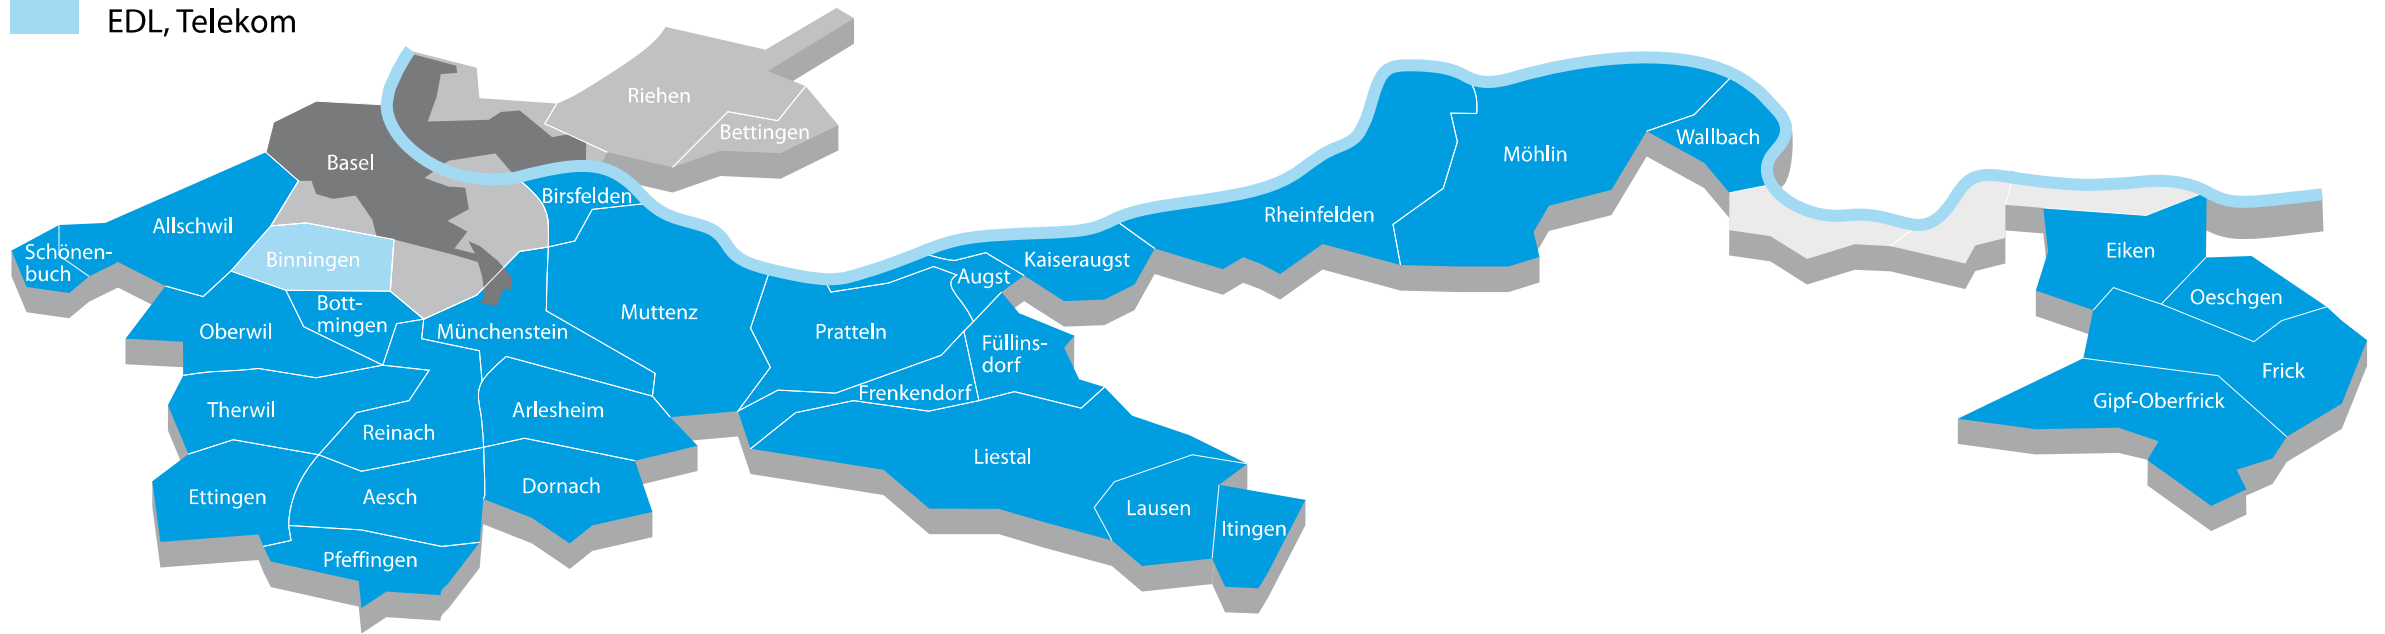 EDL, Telekom
Riehen
Bettingen
Basel
Wallbach
Möhlin
Birsfelden
Rheinfelden
Allschwil
Schönen-
buch
Binningen
Kaiseraugst
Augst
Eiken
Oeschgen
Bott-
mingen
Oberwil
Münchenstein
Muttenz
Pratteln
Füllins-
dorf
Frick
Frenkendorf
Gipf-Oberfrick
Therwil
Arlesheim
Reinach
Liestal
Ettingen
Aesch
Dornach
Lausen
Itingen
Pfeffingen